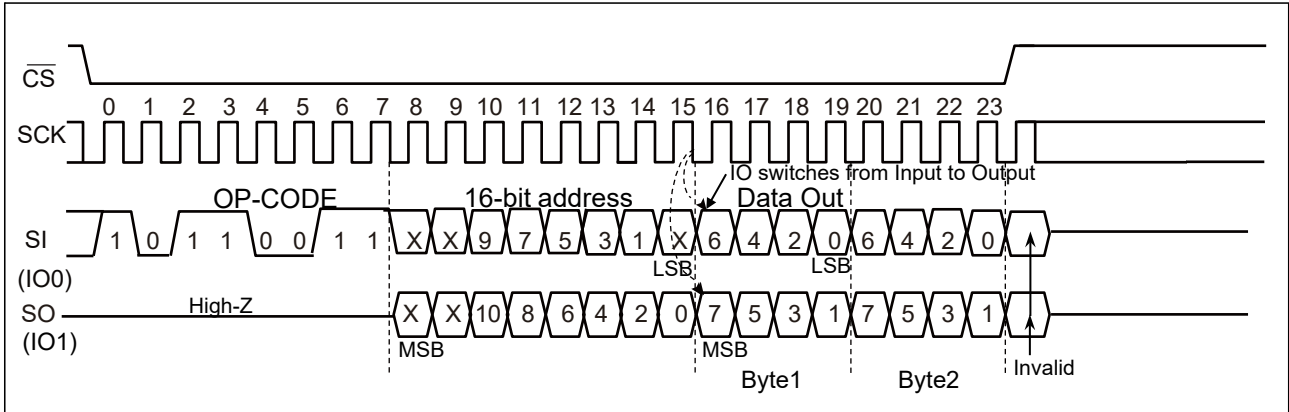 CS
0 1 2 3 4 5 6 7 8 9 10 11 12 13 14 15 16 17 18 19 20 21 22 23
SCK
IO switches from Input to Output
OP-CODE 16-bit address Data Out
SI 1 0 1 1 0 0 1 1 X X 9 7 5 3 1 X 6 4 2 0 6 4 2 0
LSB LSB
(IO0)
High-Z
SO X X 10 8 6 4 2 0 7 5 3 1 7 5 3 1
(IO1) MSB MSB
Invalid
Byte1 Byte2